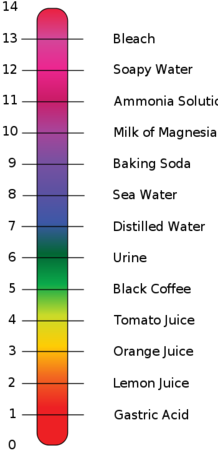 14
13 Bleach
12 Soapy Water
11 Ammonia Solutio
10 Milk of Magnesia
9 Baking Soda
8 Sea Water
7 Distilled Water
6 Urine
5 Black Coffee
4 Tomato Juice
3 Orange Juice
2 Lemon Juice
1 Gastric Acid
0